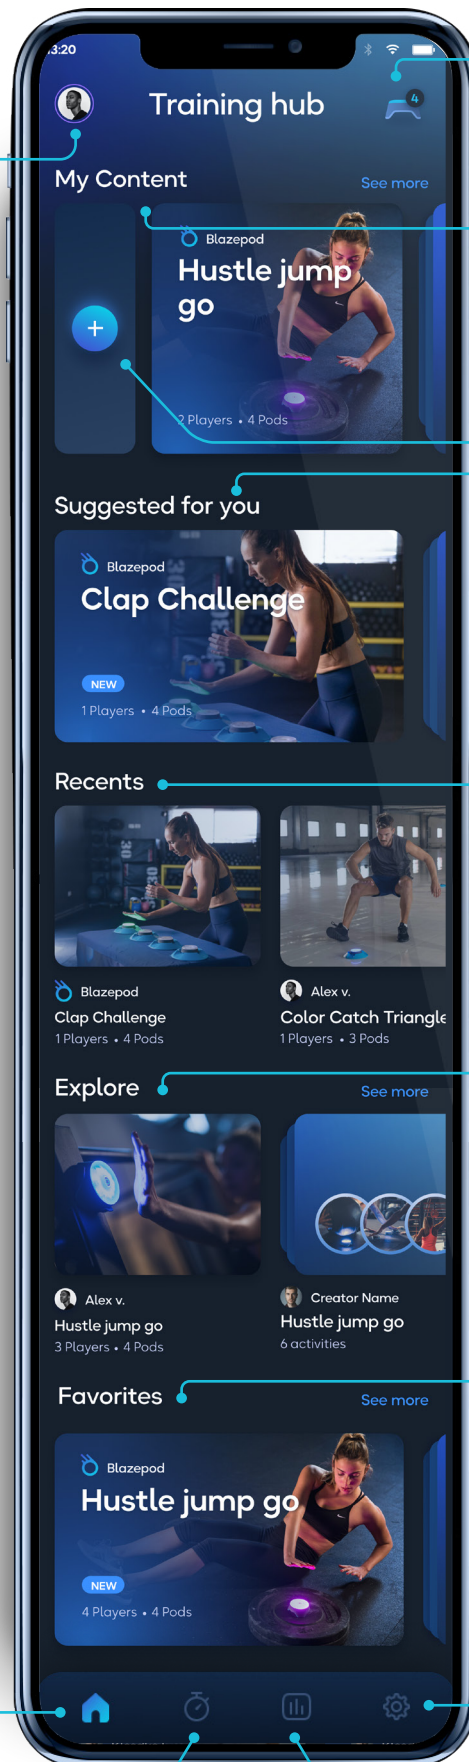 3:20
Training hub
4
My Content
See more
Blazepod
Hustle jump
go
2 Players • 4 Pods
Suggested for you
Blazepod
Clap Challenge
NEW
1 Players • 4 Pods
Recents
Blazepod
Alex v.
Clap Challenge
Color Catch Triangle
1 Players • 4 Pods
1 Players • 3 Pods
Explore
See more
Alex v.
Creator Name
Hustle jump go
Hustle jump go
3 Players • 4 Pods
6 activities
Favorites
See more
Blazepod
Hustle jump go
NEW
4 Players • 4 Pods